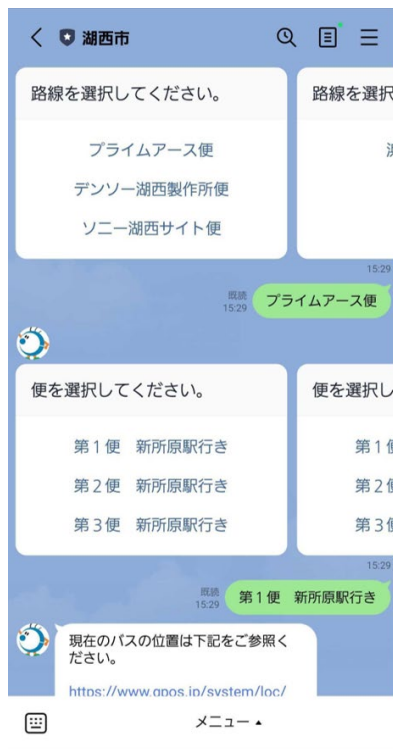 湖西市
路線を選択してください。
路線を選択
プライムアース便
デンソー湖西製作所便
ソニー湖西サイト便
15:29
既読
15:29
プライムアース便
便を選択してください。
便を選択し
第1便 新所原駅行き
第1便
第2便 新所原駅行き
第2便
第3便 新所原駅行き
第3便
15:29
既読
15:29
第1便 新所原駅行き
現在のバスの位置は下記をご参照く
ださい。
https://www.qpos.jp/system/loc/
メニュー